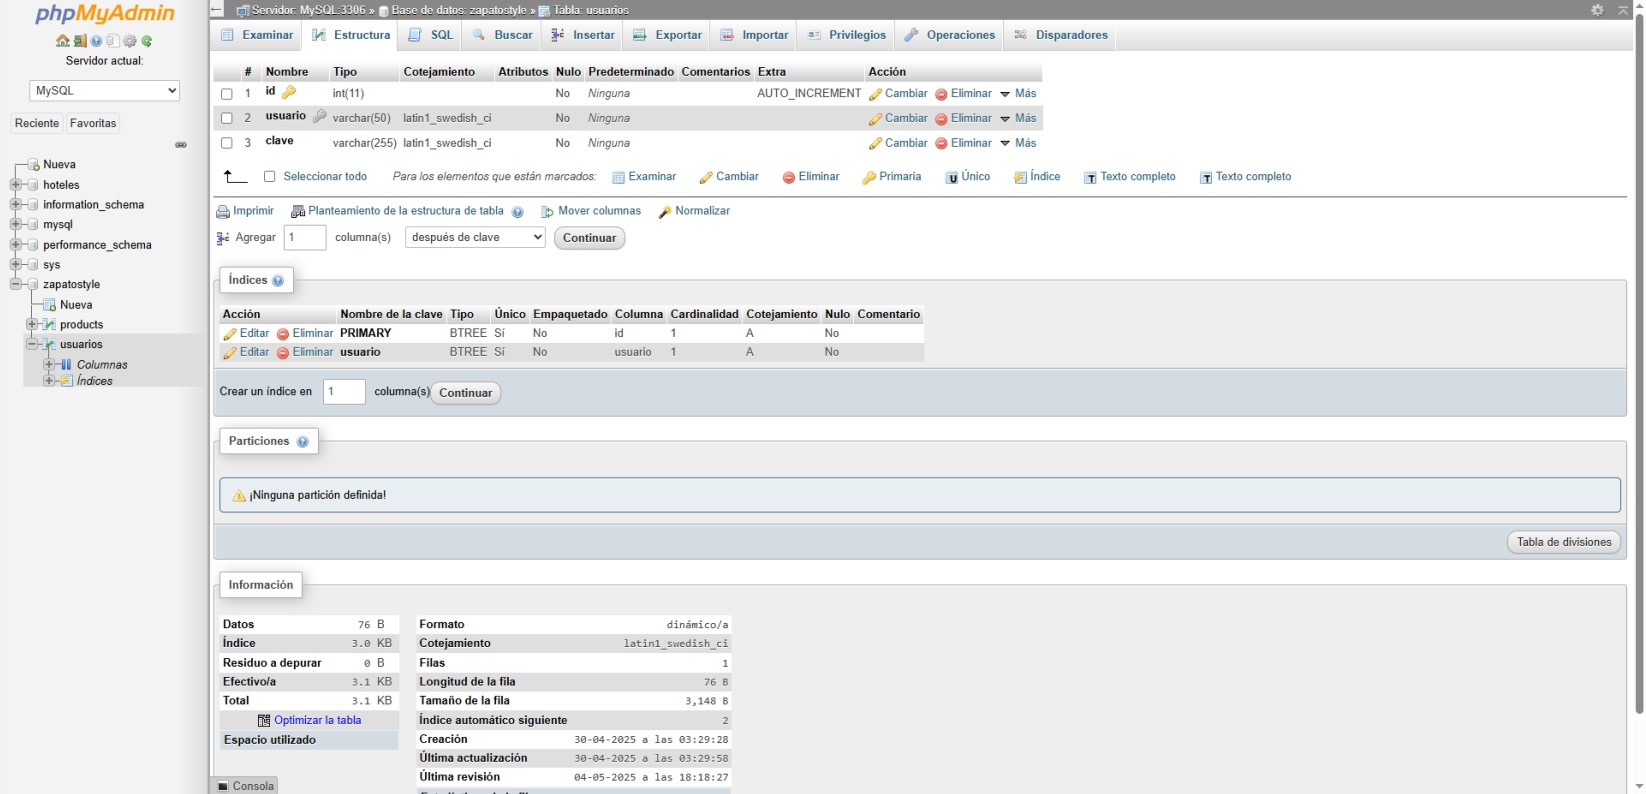 phpMyAdmin
Servidor actual:
MySQL
Reciente Favoritas
Nueva
hoteles
information_schema
mysql
performance_schema
sys
zapatostyle
Nueva
products
usuarios
Columnas
Índices
Servidor: MySQL:3306 » Base de datos: zapatostyle » Tabla: usuarios
Examinar Estructura SQL Buscar Insertar Exportar Importar Privilegios Operaciones Disparadores
# Nombre Tipo Cotejamiento Atributos Nulo Predeterminado Comentarios Extra Acción
1 id int(11) No Ninguna AUTO_INCREMENT Cambiar Eliminar Más
2 usuario varchar(50) latin1_swedish_ci No Ninguna Cambiar Eliminar Más
3 clave varchar(255) latin1_swedish_ci No Ninguna Cambiar Eliminar Más
Seleccionar todo Para los elementos que están marcados: Examinar Cambiar Eliminar Primaria Único Índice Texto completo Texto completo
Imprimir Planteamiento de la estructura de tabla Mover columnas Normalizar
Agregar 1 columna(s) después de clave Continuar
Índices
Acción Nombre de la clave Tipo Único Empaquetado Columna Cardinalidad Cotejamiento Nulo Comentario
Editar Eliminar PRIMARY BTREE Sí No id 1 A No
Editar Eliminar usuario BTREE Sí No usuario 1 A No
Crear un índice en 1 columna(s) Continuar
Particiones
¡Ninguna partición definida!
Tabla de divisiones
Información
Datos 76 B
Índice 3.0 KB
Residuo a depurar 0 B
Efectivo/a 3.1 KB
Total 3.1 KB
Optimizar la tabla
Espacio utilizado
Formato dinámico/a
Cotejamiento latin1_swedish_ci
Filas 1
Longitud de la fila 76 B
Tamaño de la fila 3,148 B
Índice automático siguiente 2
Creación 30-04-2025 a las 03:29:28
Última actualización 30-04-2025 a las 03:29:58
Última revisión 04-05-2025 a las 18:18:27
Consola